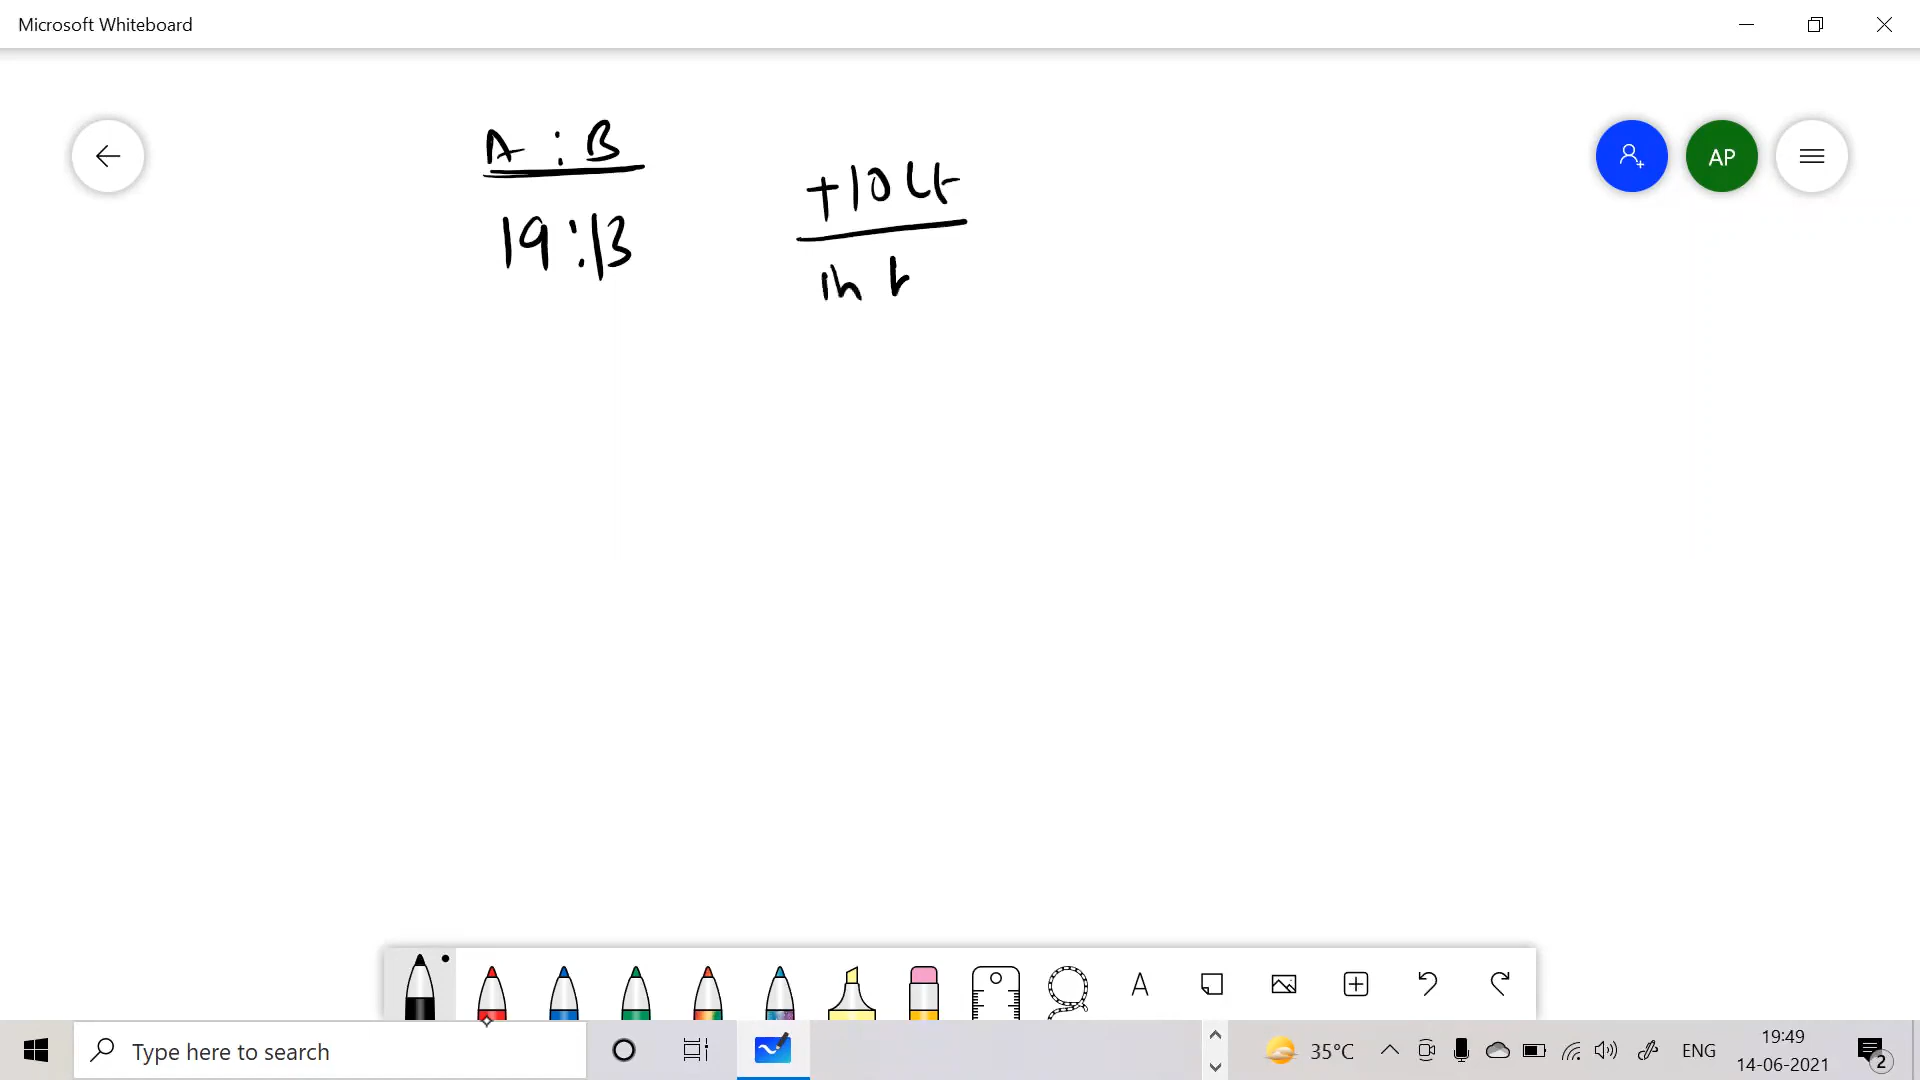 Microsoft Whiteboard
A : B
AP
+10 Lt
19 : 13
in
A
Type here to search
35°C
ENG
19:49
14-06-2021
2